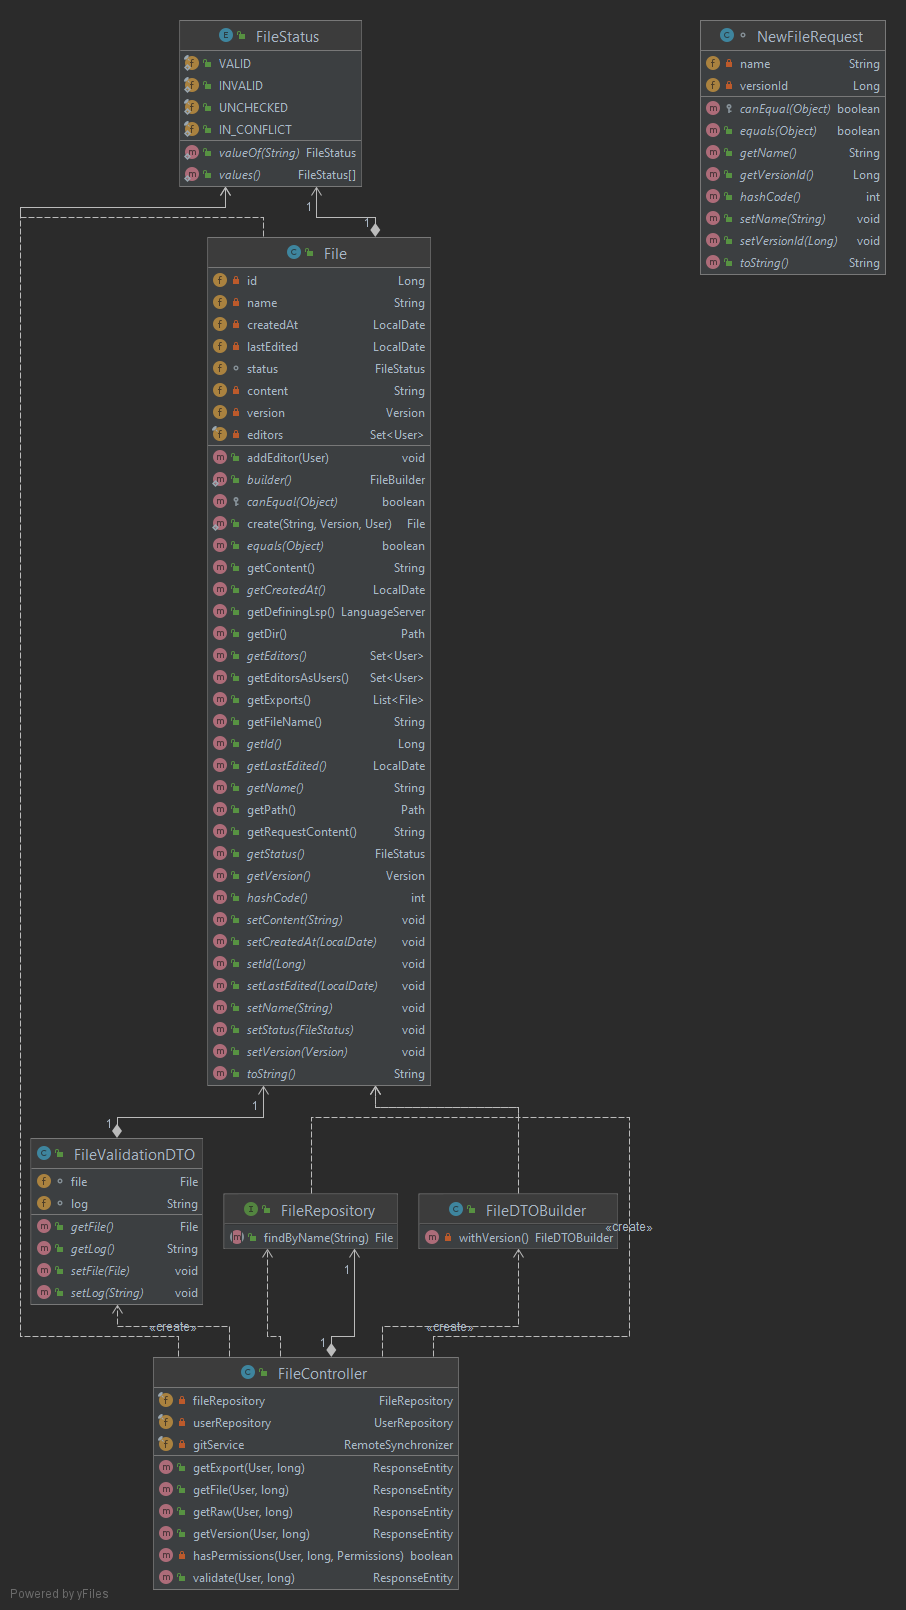 FileStatus
VALID
INVALID
UNCHECKED
IN_CONFLICT
valueOf(String) FileStatus
values() FileStatus[]
NewFileRequest
name String
versionId Long
canEqual(Object) boolean
equals(Object) boolean
getName() String
getVersionId() Long
hashCode() int
setName(String) void
setVersionId(Long) void
toString() String
1
1
File
id Long
name String
createdAt LocalDate
lastEdited LocalDate
status FileStatus
content String
version Version
editors Set<User>
addEditor(User) void
builder() FileBuilder
canEqual(Object) boolean
create(String, Version, User) File
equals(Object) boolean
getContent() String
getCreatedAt() LocalDate
getDefiningLsp() LanguageServer
getDir() Path
getEditors() Set<User>
getEditorsAsUsers() Set<User>
getExports() List<File>
getFileName() String
getId() Long
getLastEdited() LocalDate
getName() String
getPath() Path
getRequestContent() String
getStatus() FileStatus
getVersion() Version
hashCode() int
setContent(String) void
setCreatedAt(LocalDate) void
setId(Long) void
setLastEdited(LocalDate) void
setName(String) void
setStatus(FileStatus) void
setVersion(Version) void
toString() String
1
1
FileValidationDTO
file File
log String
getFile() File
getLog() String
setFile(File) void
setLog(String) void
FileRepository
findByName(String) File
FileDTOBuilder
withVersion() FileDTOBuilder
«create»
1
«create»
«create»
1
FileController
fileRepository FileRepository
userRepository UserRepository
gitService RemoteSynchronizer
getExport(User, long) ResponseEntity
getFile(User, long) ResponseEntity
getRaw(User, long) ResponseEntity
getVersion(User, long) ResponseEntity
hasPermissions(User, long, Permissions) boolean
validate(User, long) ResponseEntity
Powered by yFiles